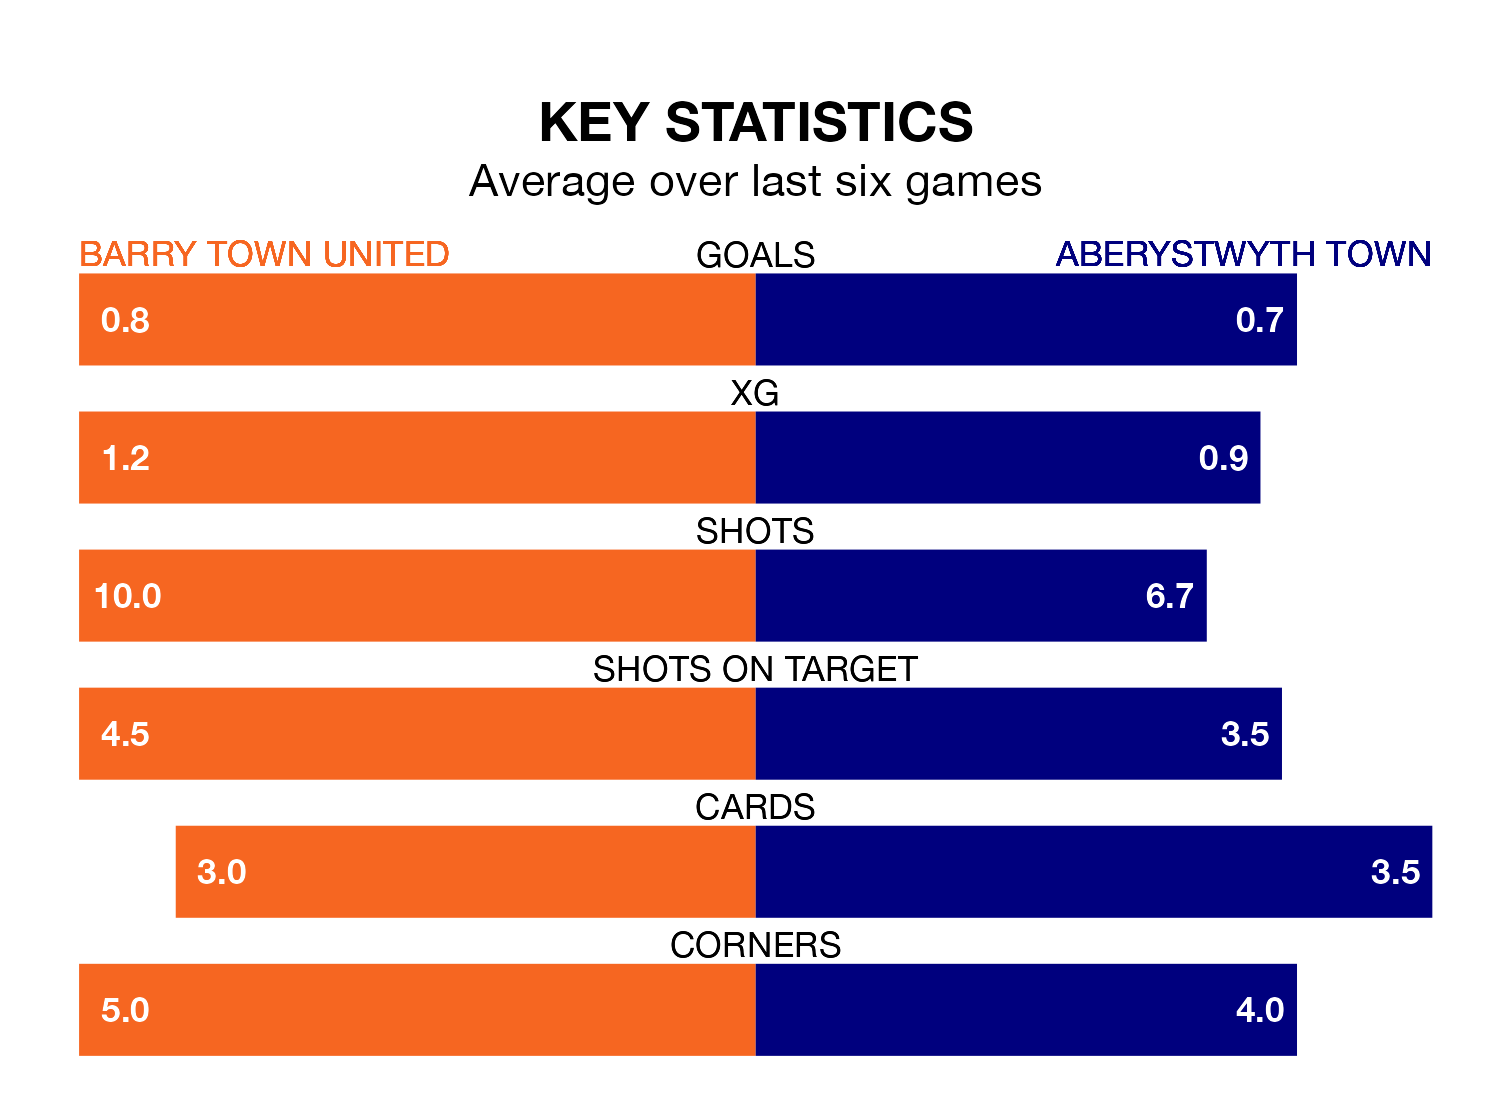 KEY STATISTICS
Average over last six games
BARRY TOWN UNITED GOALS ABERYSTWYTH TOWN
0.8 0.7
XG
1.2 0.9
SHOTS
10.0 6.7
SHOTS ON TARGET
4.5 3.5
CARDS
3.0 3.5
CORNERS
5.0 4.0